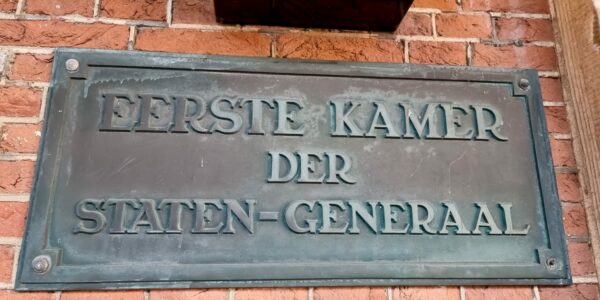 EERSTE KAMER
DER
STATEN-GENERAAL